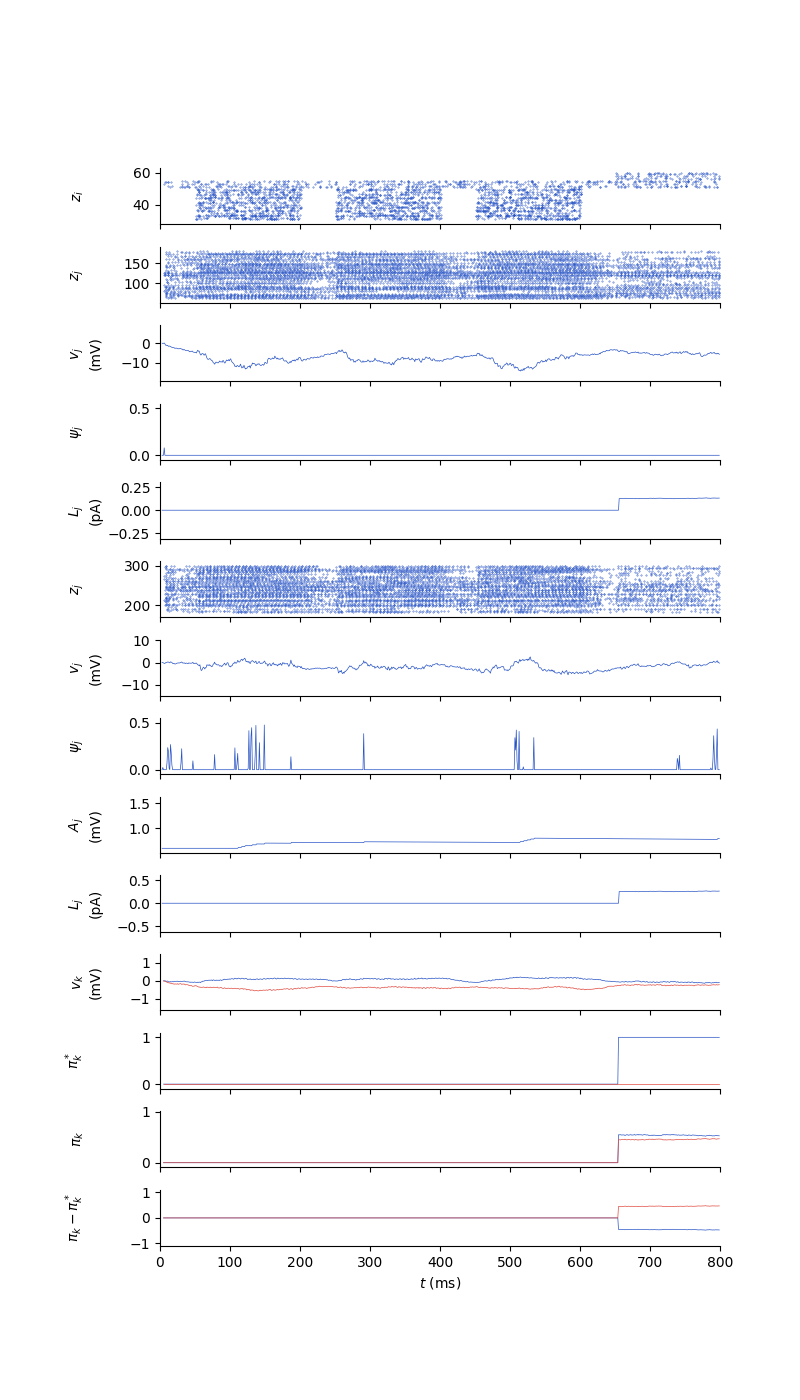 60
40
z_i
150
100
z_j
0
−10
v_j
(mV)
0.5
0.0
ψ_j
0.25
0.00
−0.25
L_j
(pA)
300
200
z_j
10
0
−10
v_j
(mV)
0.5
0.0
ψ_j
1.5
1.0
A_j
(mV)
0.5
0.0
−0.5
L_j
(pA)
1
0
−1
v_k
(mV)
1
0
π_k^*
1
0
π_k
1
0
−1
π_k − π_k^*
0 100 200 300 400 500 600 700 800
t (ms)